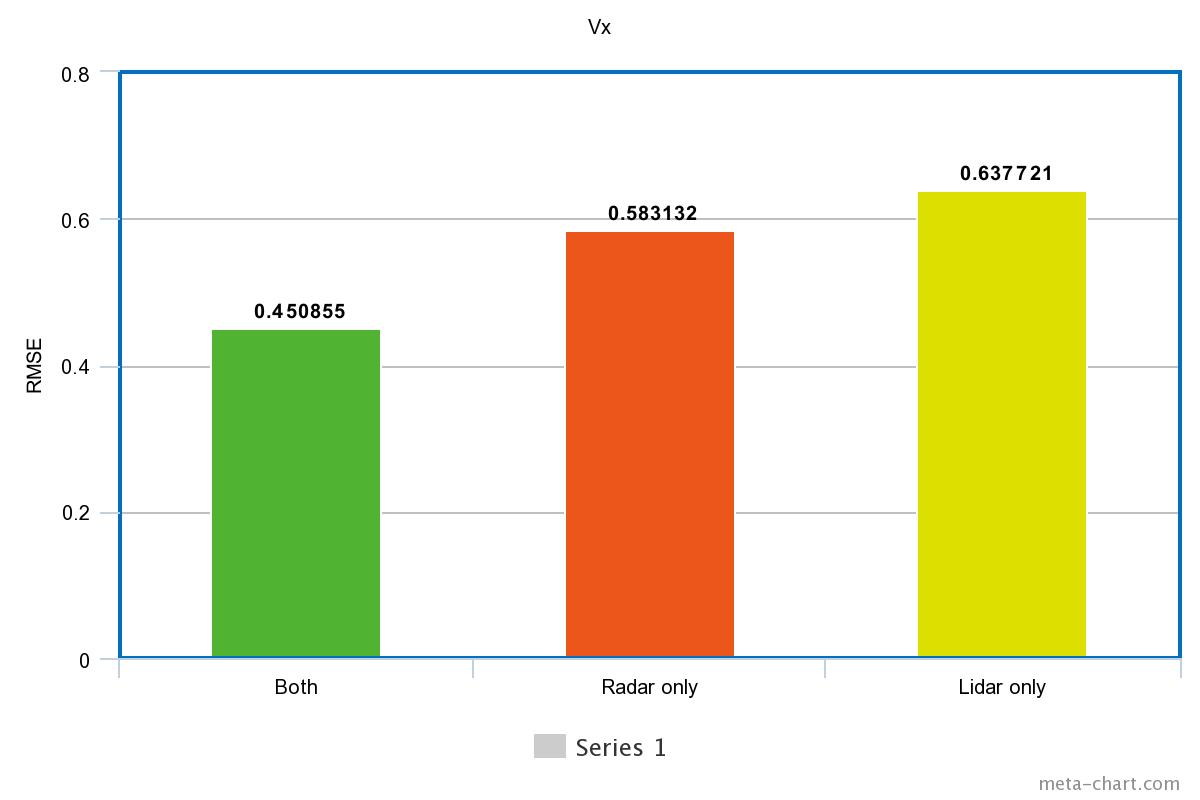 Vx
0.8
0.6
0.4
0.2
0
RMSE
0.450855
0.583132
0.637721
Both
Radar only
Lidar only
Series 1
meta-chart.com